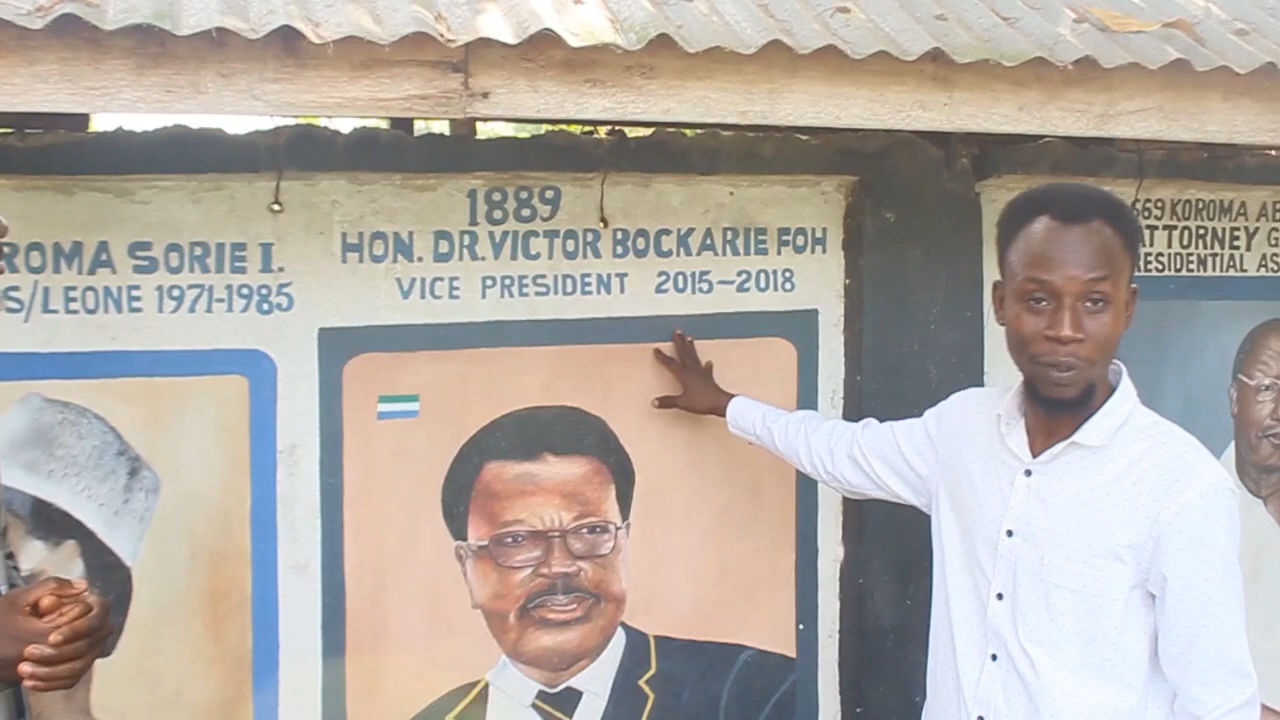 ROMA SORIE I.
S/LEONE 1971-1985
1889
HON. DR. VICTOR BOCKARIE FOH
VICE PRESIDENT 2015-2018
669 KOROMA AB
ATTORNEY G
RESIDENTIAL AS